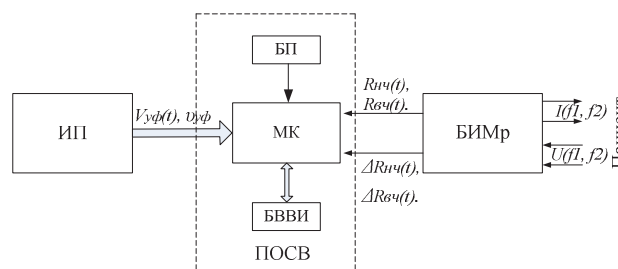 БП
Rнч(t),
Rвч(t).
ИП
Vуф(t), υуф
МК
БИМр
I(f1, f2)
U(f1, f2)
ΔRнч(t),
ΔRвч(t).
БВВИ
ПОСВ